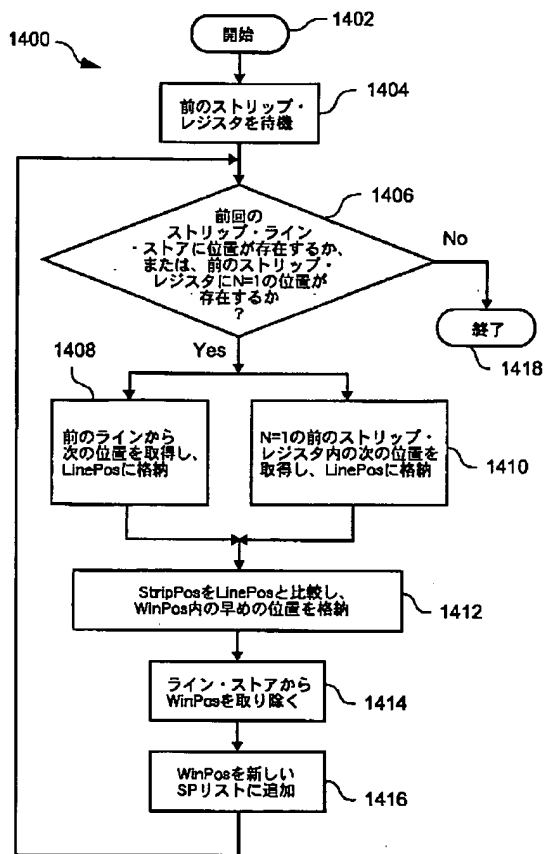 1400
開始
1402
前のストリップ・
レジスタを待機
1404
前回の
ストリップ・ライン
ストアに位置が存在するか、
または、前のストリップ・
レジスタにN=1の位置が
存在するか
?
1406
No
終了
1418
Yes
1408
前のラインから
次の位置を取得し、
LinePosに格納
N=1の前のストリップ・
レジスタ内の次の位置を
取得し、LinePosに格納
1410
StripPosをLinePosと比較し、
WinPos内の早めの位置を格納
1412
ライン・ストアから
WinPosを取り除く
1414
WinPosを新しい
SPリストに追加
1416